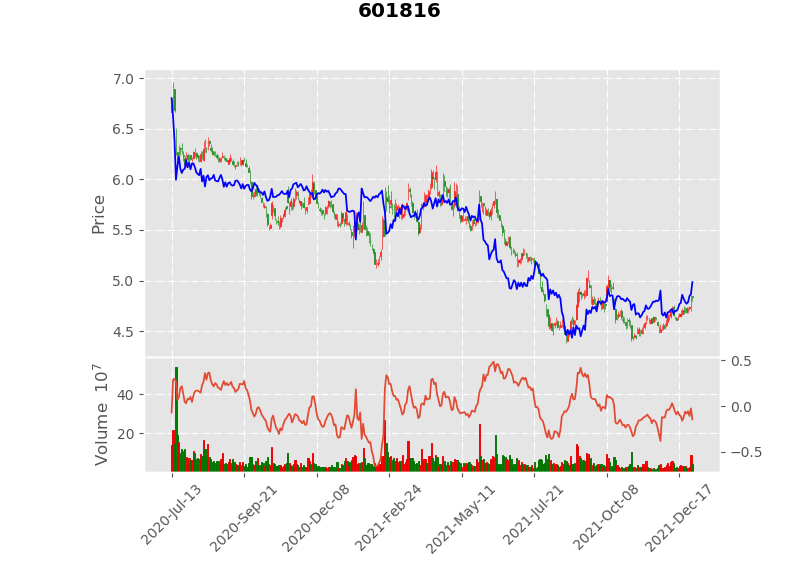 601816
7.0
6.5
6.0
5.5
5.0
4.5
Price
40
20
Volume 10^7
0.5
0.0
−0.5
2020-Jul-13
2020-Sep-21
2020-Dec-08
2021-Feb-24
2021-May-11
2021-Jul-21
2021-Oct-08
2021-Dec-17